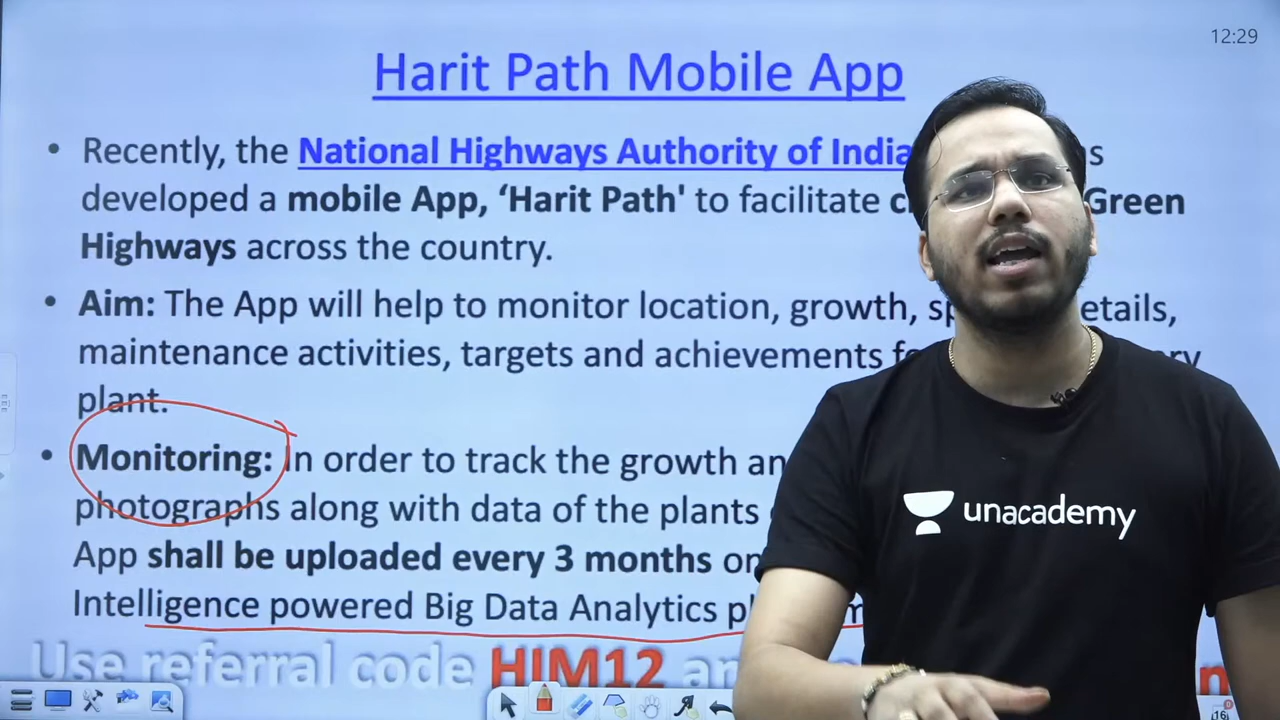 12:29
Harit Path Mobile App
• Recently, the National Highways Authority of India s
developed a mobile App, ‘Harit Path' to facilitate Green
Highways across the country.
• Aim: The App will help to monitor location, growth, etails,
maintenance activities, targets and achievements
plant.
• Monitoring: In order to track the growth
photographs along with data of the plants
App shall be uploaded every 3 months
Intelligence powered Big Data Analytics
unacademy
Use referral code HIM12